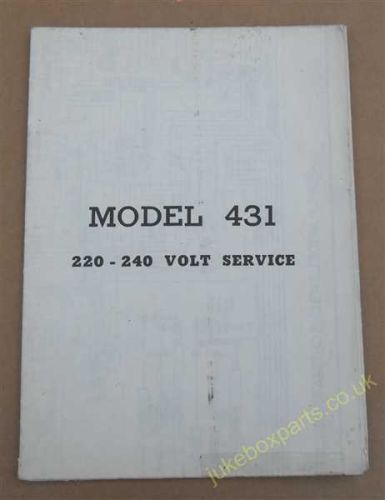 MODEL 431
220 - 240 VOLT SERVICE
jukeboxparts.co.uk